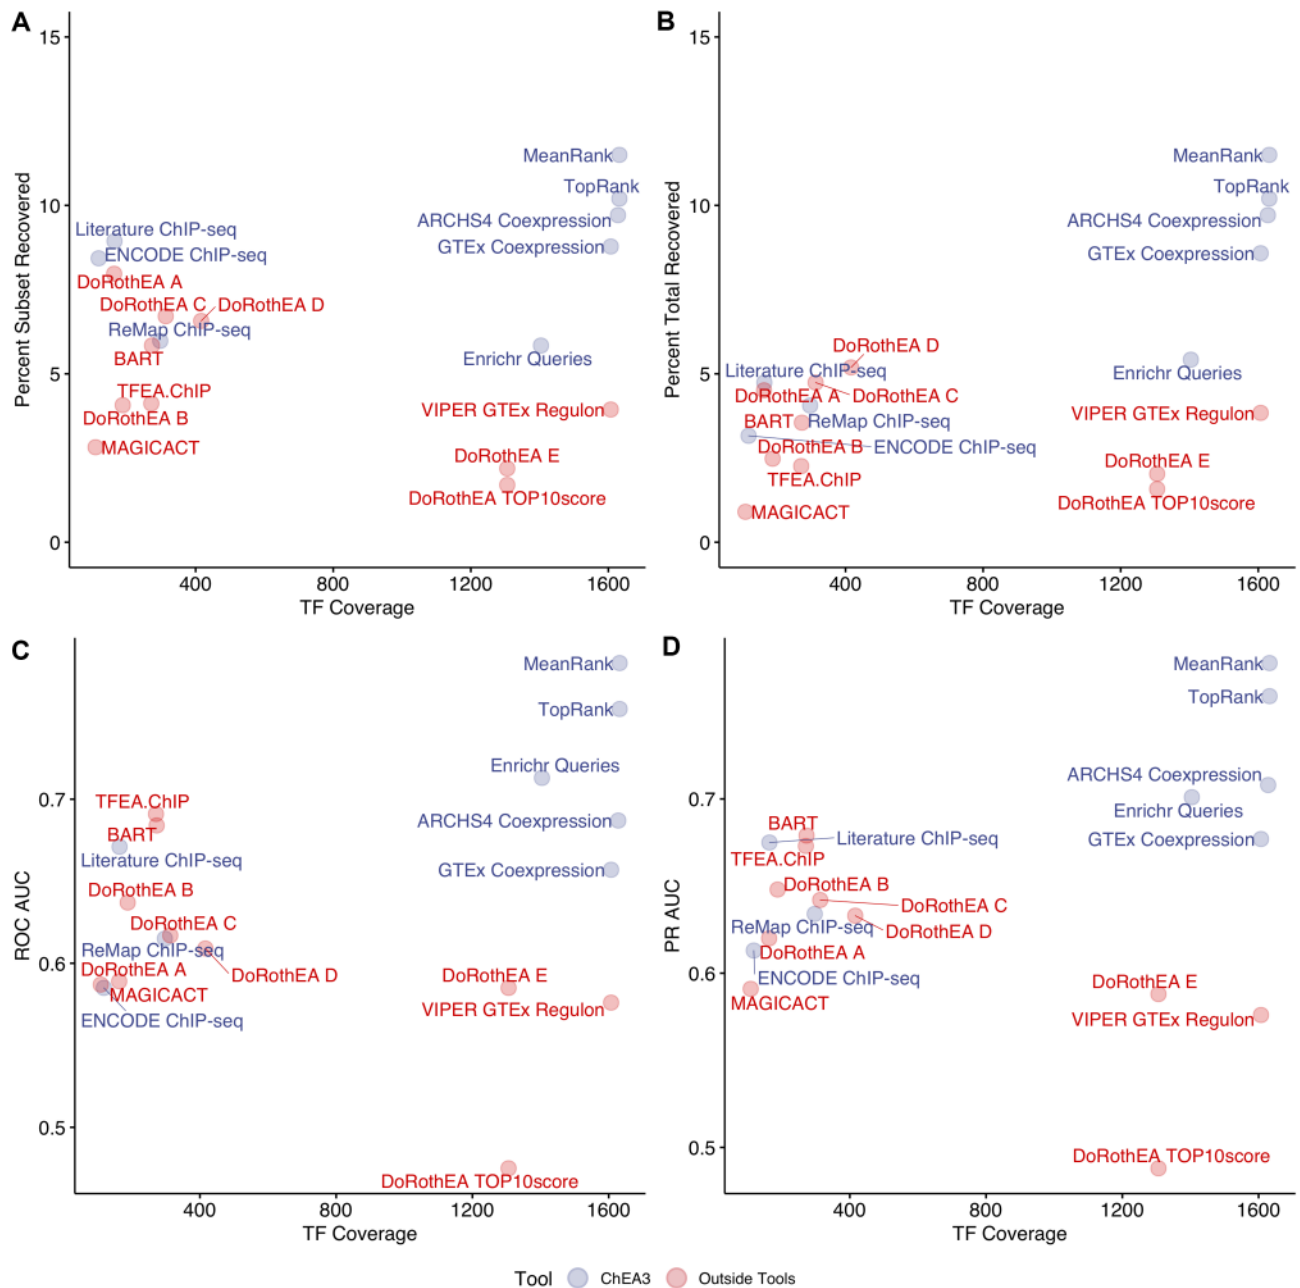 A
B
15
10
5
0
Percent Subset Recovered
MeanRank
TopRank
ARCHS4 Coexpression
GTEx Coexpression
Literature ChIP-seq
ENCODE ChIP-seq
DoRothEA A
DoRothEA C
DoRothEA D
ReMap ChIP-seq
BART
Enrichr Queries
TFEA.ChIP
DoRothEA B
VIPER GTEx Regulon
MAGICACT
DoRothEA E
DoRothEA TOP10score
400
800
1200
1600
TF Coverage
15
10
5
0
Percent Total Recovered
MeanRank
TopRank
ARCHS4 Coexpression
GTEx Coexpression
DoRothEA D
Literature ChIP-seq
Enrichr Queries
DoRothEA A
DoRothEA C
BART
ReMap ChIP-seq
VIPER GTEx Regulon
DoRothEA B
ENCODE ChIP-seq
DoRothEA E
TFEA.ChIP
DoRothEA TOP10score
MAGICACT
400
800
1200
1600
TF Coverage
C
0.7
0.6
0.5
ROC AUC
MeanRank
TopRank
Enrichr Queries
TFEA.ChIP
BART
ARCHS4 Coexpression
Literature ChIP-seq
GTEx Coexpression
DoRothEA B
DoRothEA C
ReMap ChIP-seq
DoRothEA A
DoRothEA D
DoRothEA E
MAGICACT
VIPER GTEx Regulon
ENCODE ChIP-seq
DoRothEA TOP10score
400
800
1200
1600
TF Coverage
D
0.7
0.6
0.5
PR AUC
MeanRank
TopRank
ARCHS4 Coexpression
Enrichr Queries
BART
Literature ChIP-seq
GTEx Coexpression
TFEA.ChIP
DoRothEA B
DoRothEA C
ReMap ChIP-seq
DoRothEA D
DoRothEA A
ENCODE ChIP-seq
DoRothEA E
MAGICACT
VIPER GTEx Regulon
DoRothEA TOP10score
400
800
1200
1600
TF Coverage
Tool ChEA3 Outside Tools